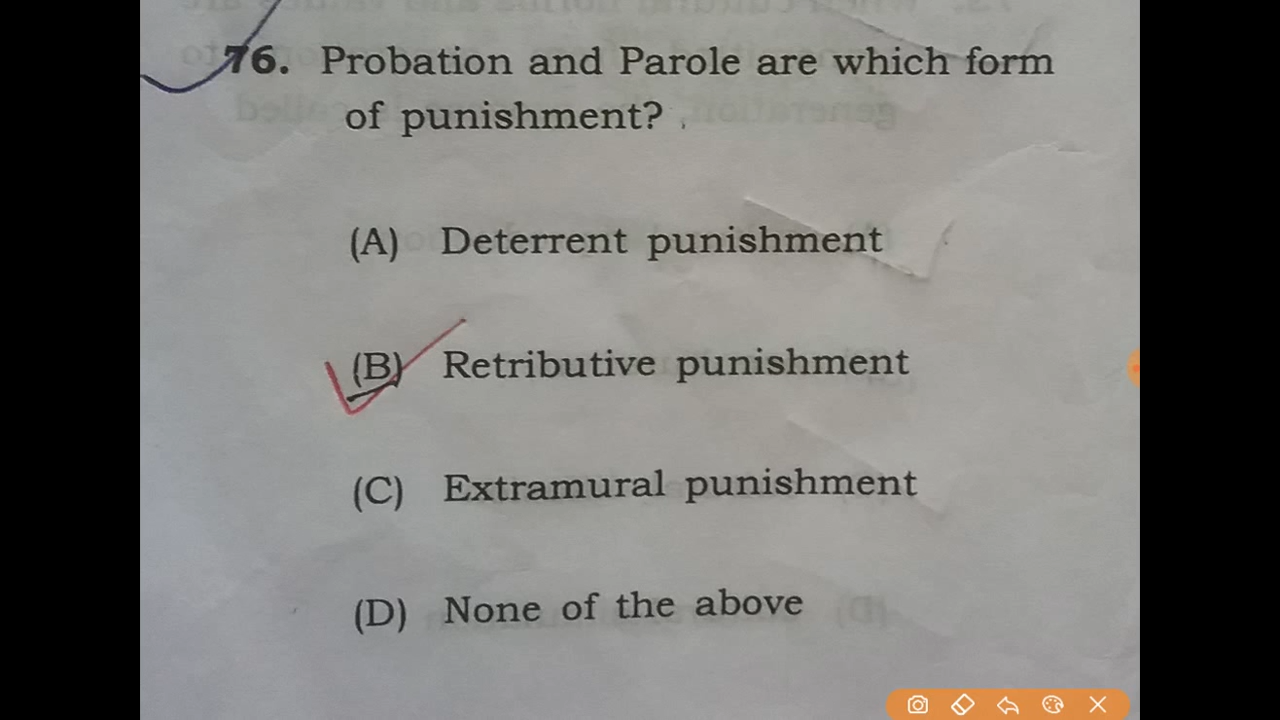 76. Probation and Parole are which form
of punishment?
(A) Deterrent punishment
(B) Retributive punishment
(C) Extramural punishment
(D) None of the above